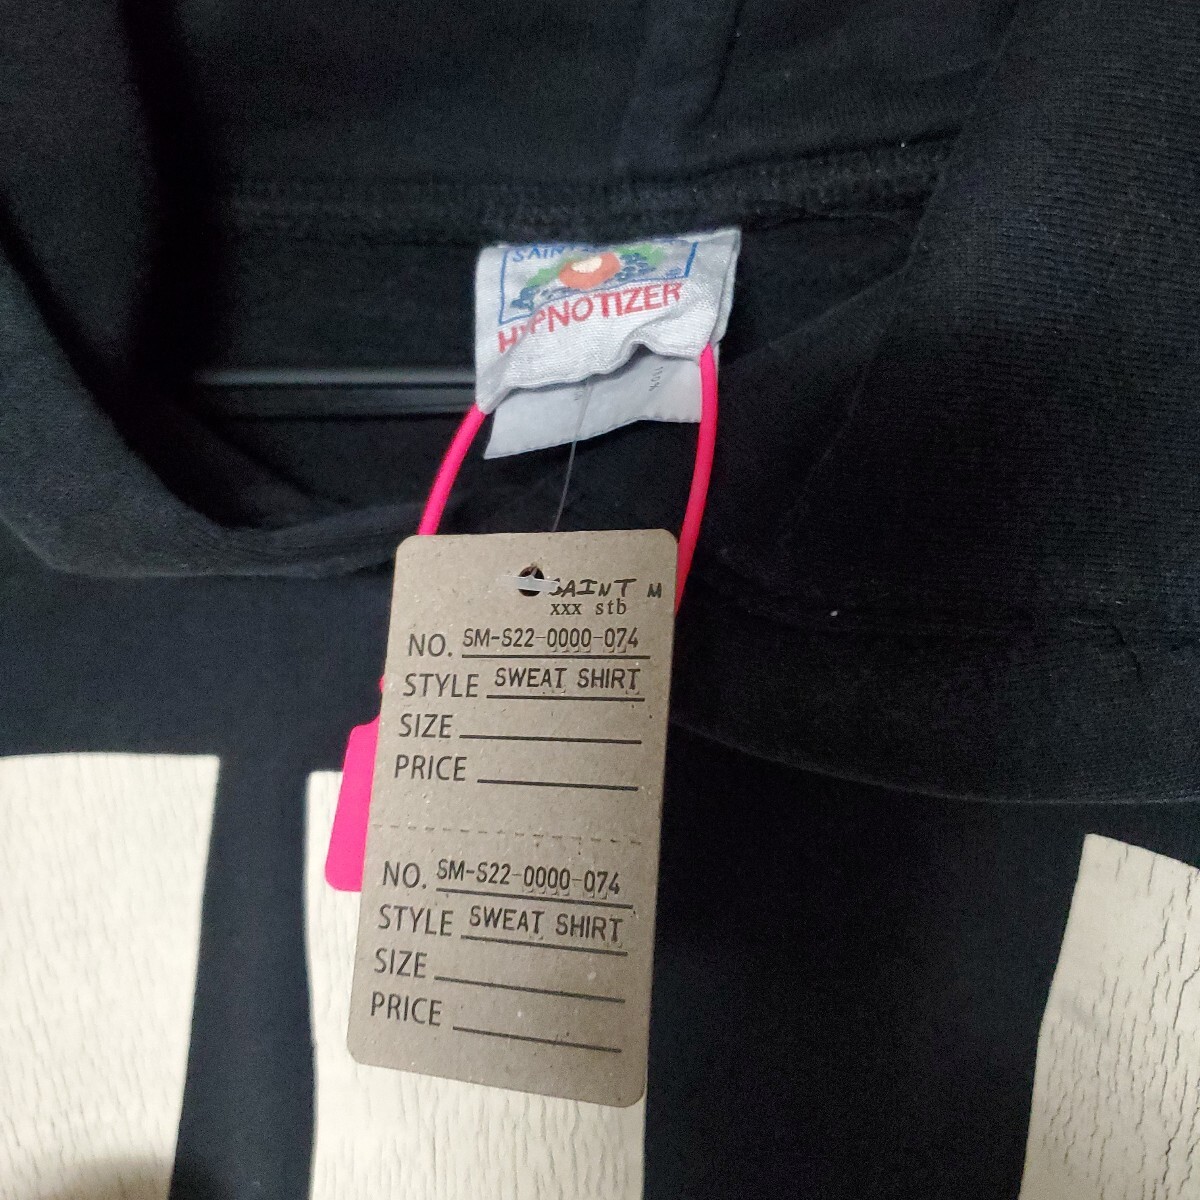 HYPNOTIZER
SAINT M
xxx stb
NO. SM-S22-0000-074
STYLE SWEAT SHIRT
SIZE
PRICE
NO. SM-S22-0000-074
STYLE SWEAT SHIRT
SIZE
PRICE